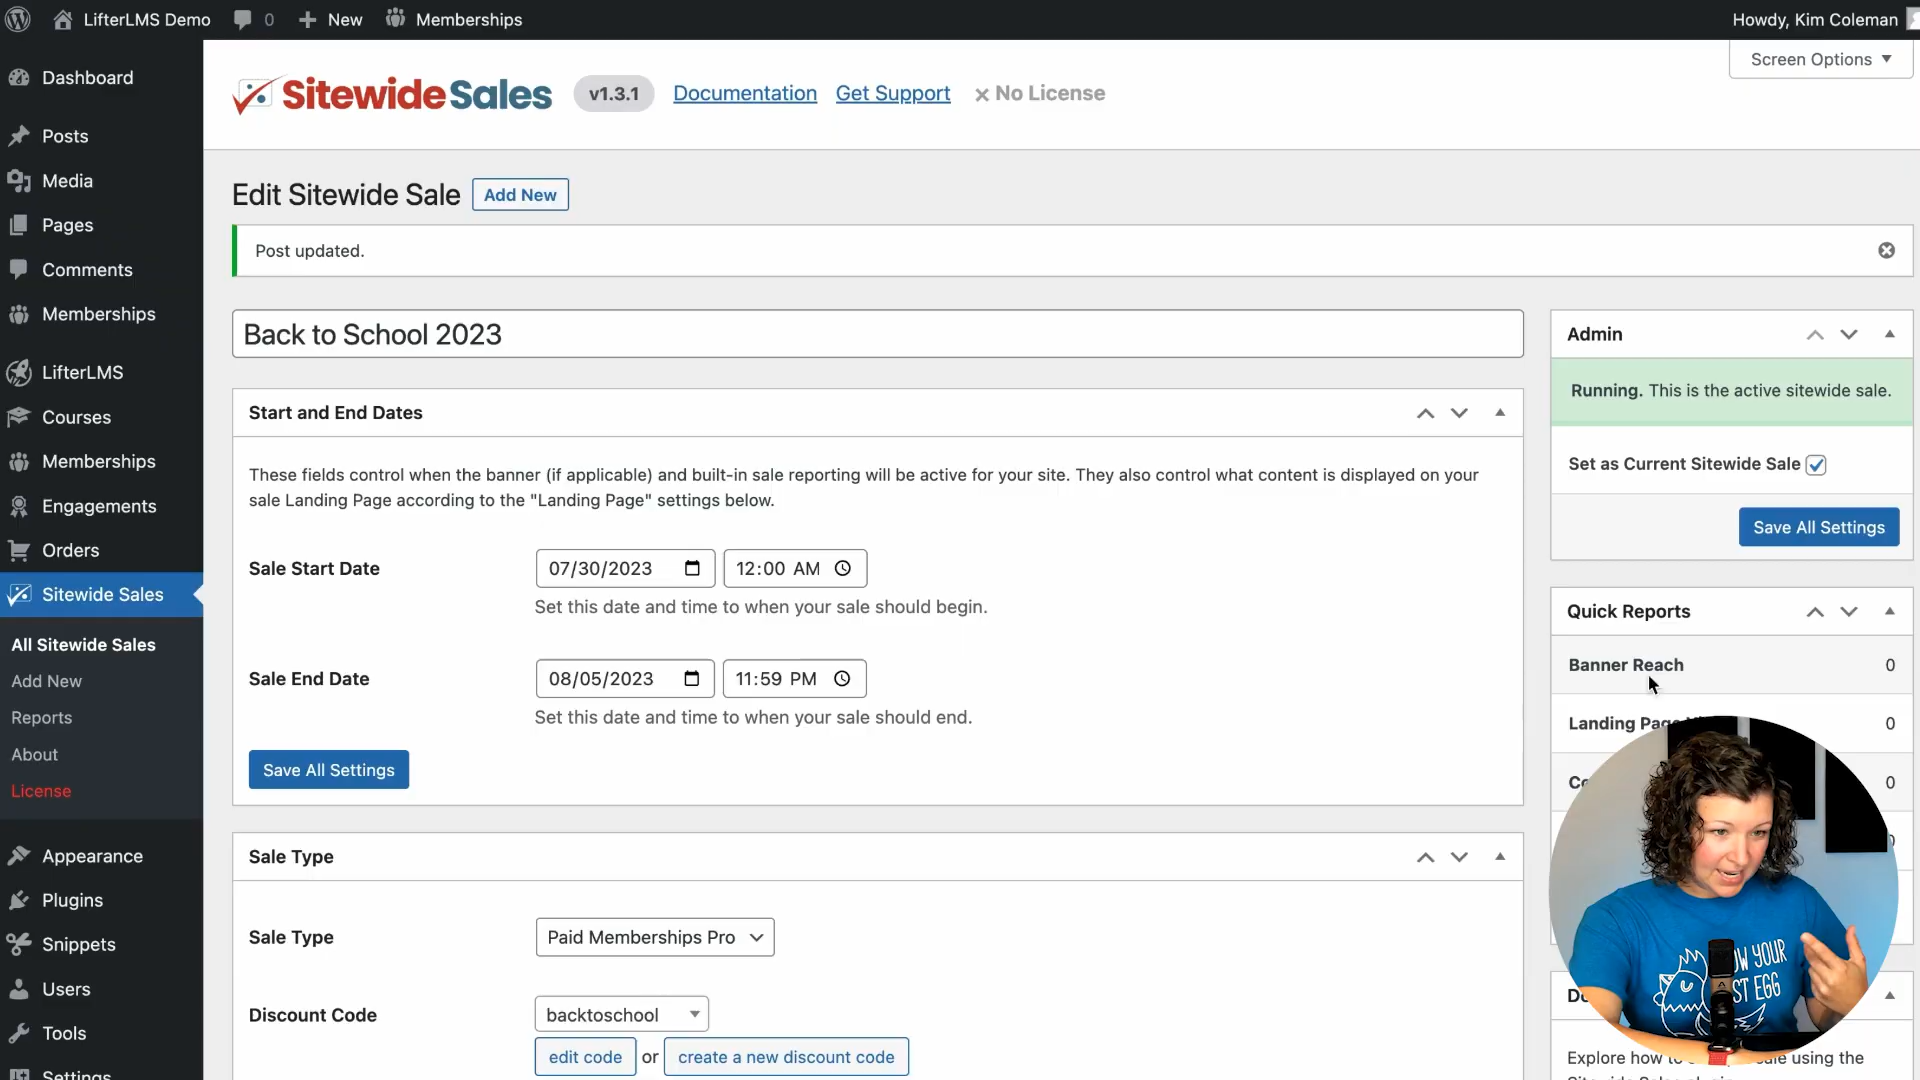 LifterLMS Demo 0 New Memberships Howdy, Kim Coleman
Screen Options
Dashboard
Posts
Media
Pages
Comments
Memberships
LifterLMS
Courses
Memberships
Engagements
Orders
Sitewide Sales
All Sitewide Sales
Add New
Reports
About
License
Appearance
Plugins
Snippets
Users
Tools
Settings
Sitewide Sales v1.3.1 Documentation Get Support No License
Edit Sitewide Sale Add New
Post updated.
Back to School 2023
Start and End Dates
These fields control when the banner (if applicable) and built-in sale reporting will be active for your site. They also control what content is displayed on your
sale Landing Page according to the "Landing Page" settings below.
Sale Start Date 07/30/2023 12:00 AM
Set this date and time to when your sale should begin.
Sale End Date 08/05/2023 11:59 PM
Set this date and time to when your sale should end.
Save All Settings
Sale Type
Sale Type Paid Memberships Pro
Discount Code backtoschool
edit code or create a new discount code
Admin
Running. This is the active sitewide sale.
Set as Current Sitewide Sale
Save All Settings
Quick Reports
Banner Reach 0
Landing 0
0
YOUR
EGG
Explore how using the